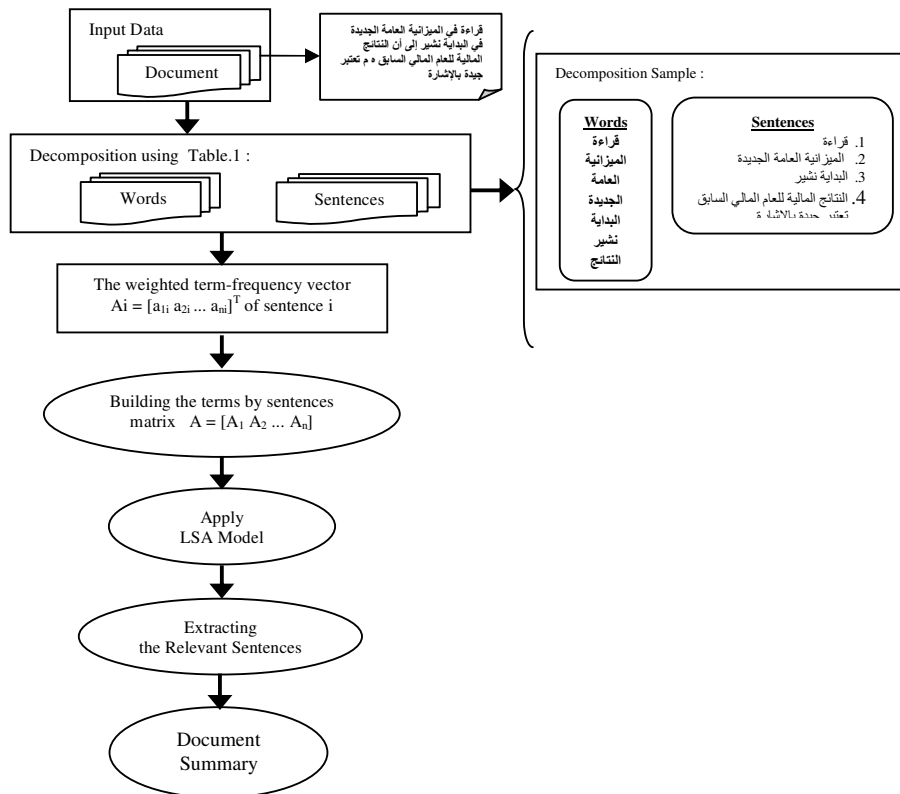 Input Data
Document
قراءة في الميزانية العامة الجديدة
في البداية نشير إلى أن النتائج
المالية للعام المالي السابق ه م تعتبر
جيدة بالإشارة
Decomposition using Table.1 :
Words
Sentences
Decomposition Sample :
Words
قراءة
الميزانية
العامة
الجديدة
البداية
نشير
النتائج
Sentences
1. قراءة
2. الميزانية العامة الجديدة
3. البداية نشير
4. النتائج المالية للعام المالي السابق
تعتبر جيدة بالإشارة
The weighted term-frequency vector
Ai = [a1i a2i ... ani]T of sentence i
Building the terms by sentences
matrix A = [A1 A2 ... An]
Apply
LSA Model
Extracting
the Relevant Sentences
Document
Summary